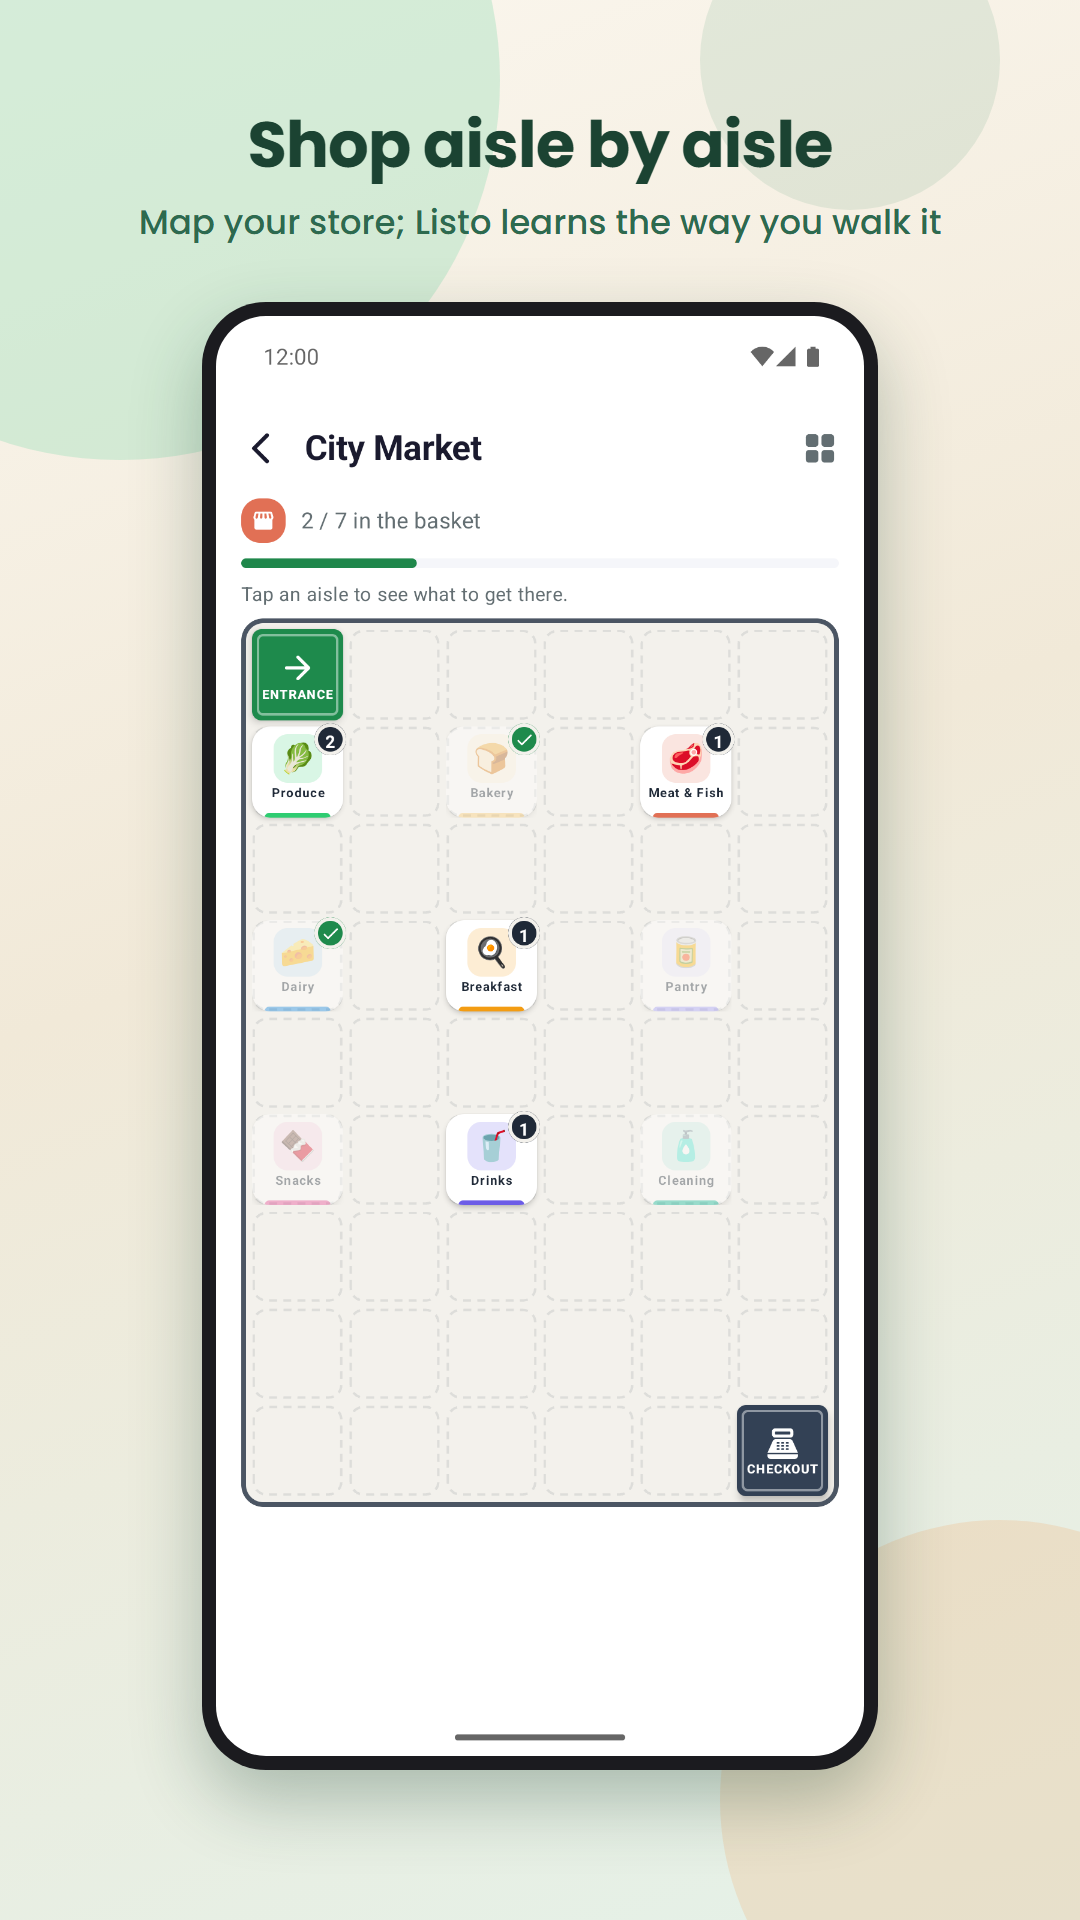 Shop aisle by aisle
Map your store; Listo learns the way you walk it
12:00
City Market
2 / 7 in the basket
Tap an aisle to see what to get there.
ENTRANCE
2
1
Produce
Bakery
Meat & Fish
1
Dairy
Breakfast
Pantry
1
Snacks
Drinks
Cleaning
CHECKOUT